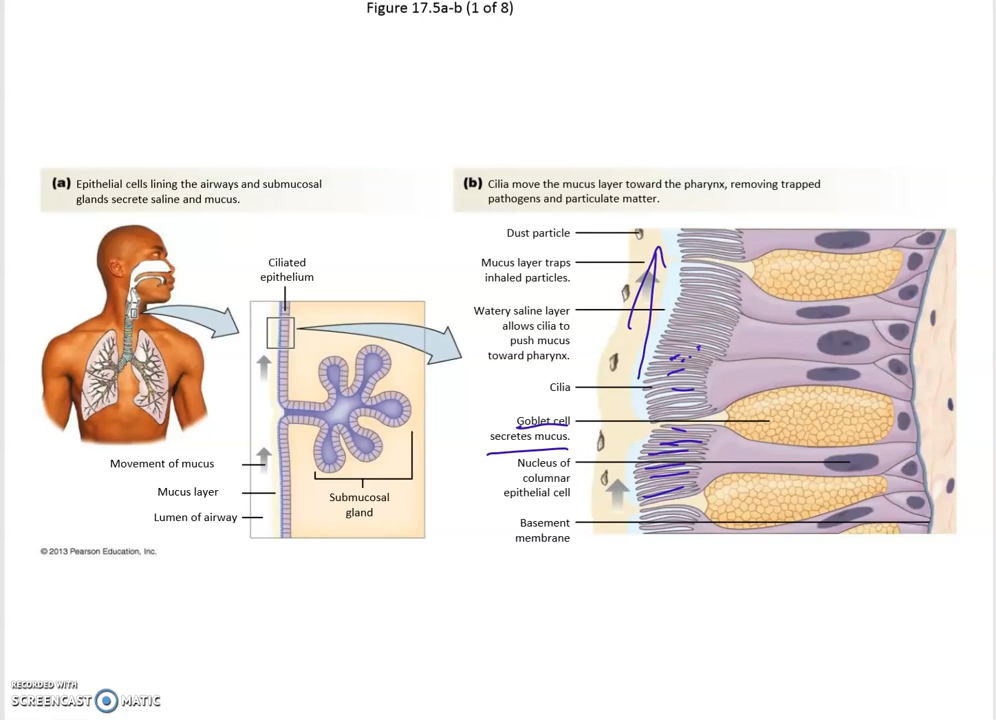 Figure 17.5a-b (1 of 8)
(a) Epithelial cells lining the airways and submucosal
glands secrete saline and mucus.
Ciliated
epithelium
Movement of mucus
Mucus layer
Lumen of airway
Submucosal
gland
© 2013 Pearson Education, Inc.
(b) Cilia move the mucus layer toward the pharynx, removing trapped
pathogens and particulate matter.
Dust particle
Mucus layer traps
inhaled particles.
Watery saline layer
allows cilia to
push mucus
toward pharynx.
Cilia
Goblet cell
secretes mucus.
Nucleus of
columnar
epithelial cell
Basement
membrane
RECORDED WITH
SCREENCAST MATIC